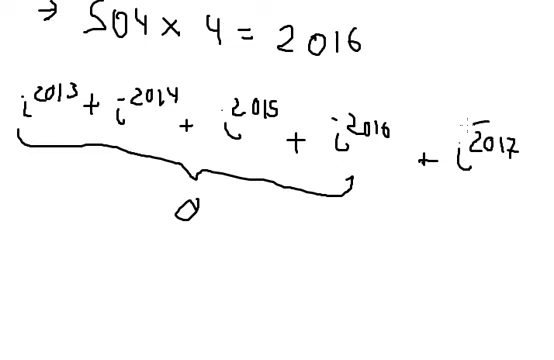 → 504 × 4 = 2016
i^2013 + i^2014 + i^2015 + i^2016 + i^2017
0